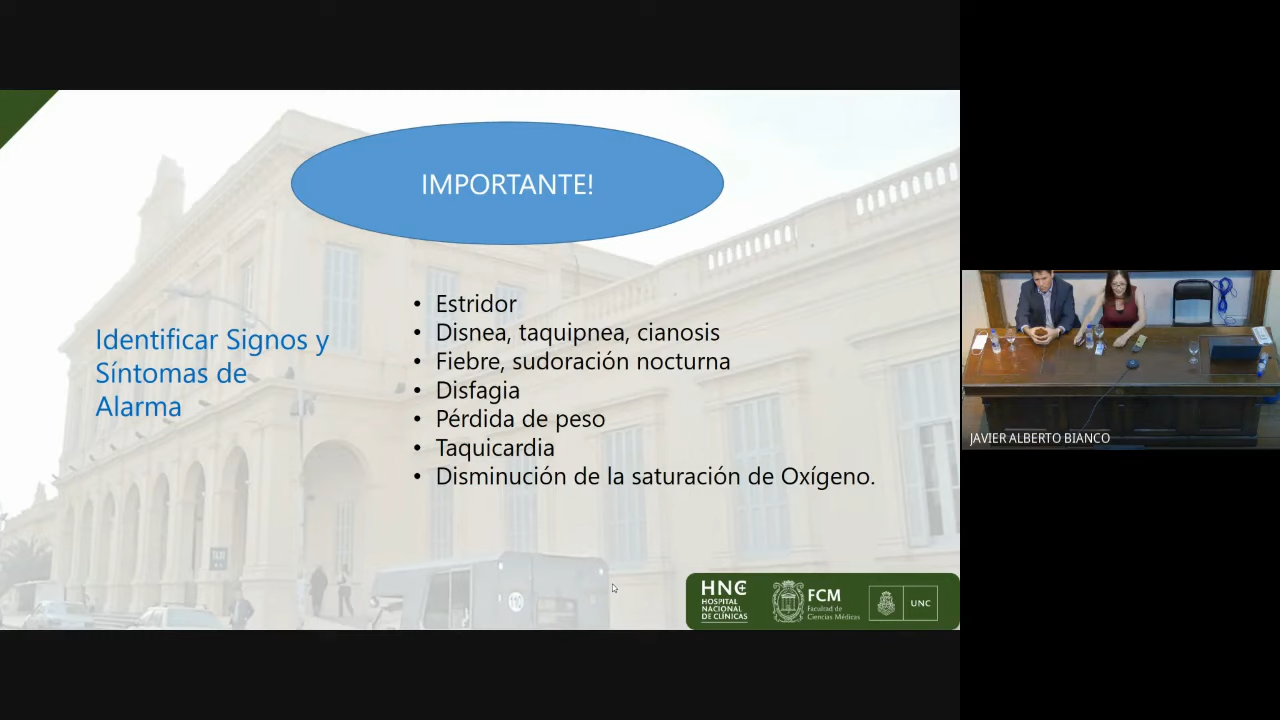 IMPORTANTE!
Identificar Signos y
Síntomas de
Alarma
• Estridor
• Disnea, taquipnea, cianosis
• Fiebre, sudoración nocturna
• Disfagia
• Pérdida de peso
• Taquicardia
• Disminución de la saturación de Oxígeno.
TAXI
HNC
HOSPITAL
NACIONAL
DE CLÍNICAS
FCM
Facultad de
Ciencias Médicas
UNC
JAVIER ALBERTO BIANCO